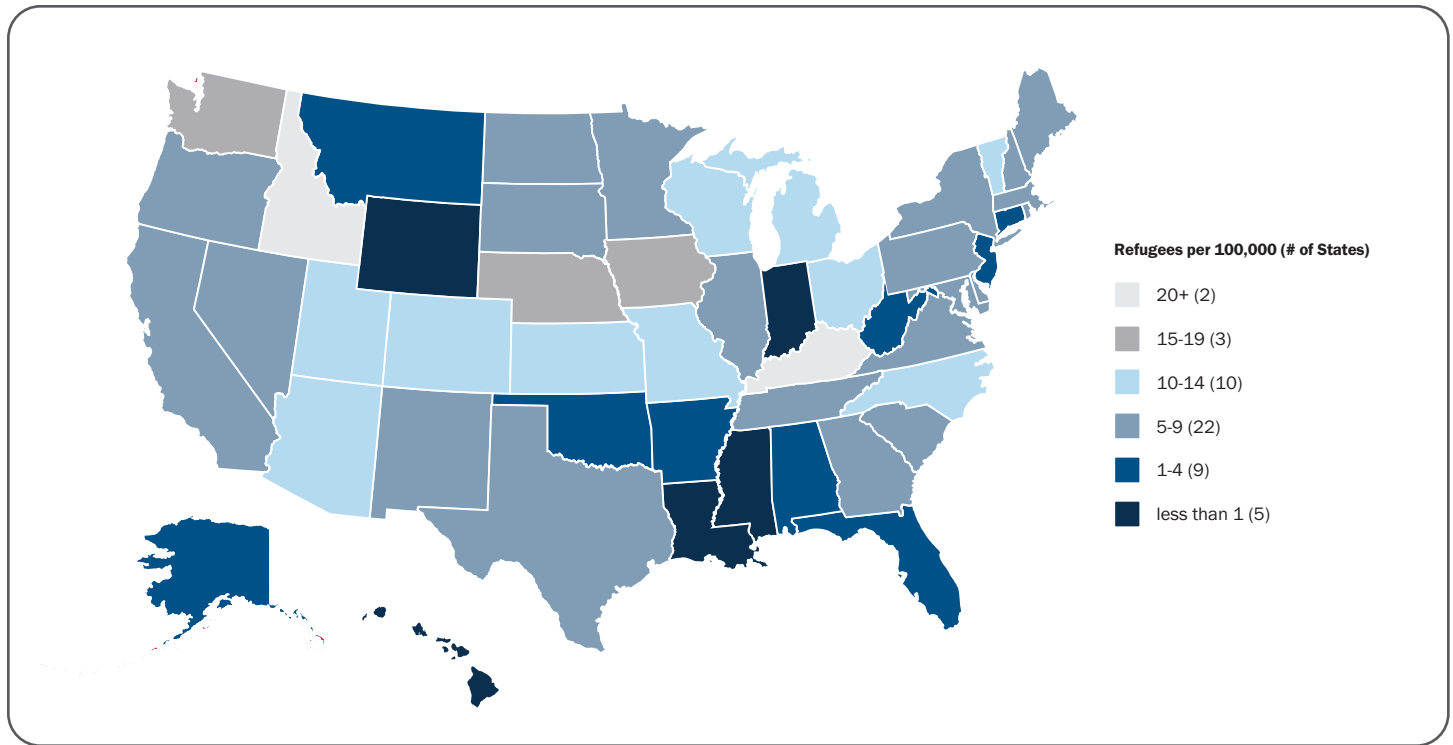 Refugees per 100,000 (# of States)
20+ (2)
15-19 (3)
10-14 (10)
5-9 (22)
1-4 (9)
less than 1 (5)